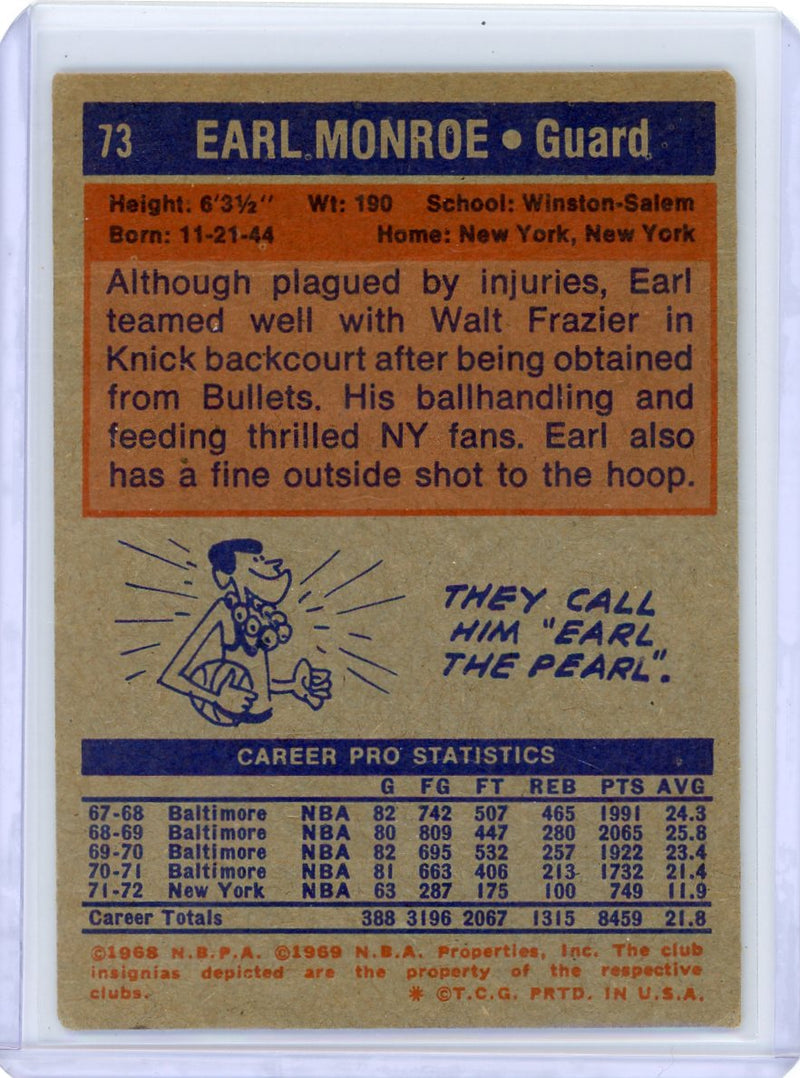 73 EARL MONROE • Guard
Height: 6'3½" Wt: 190 School: Winston-Salem
Born: 11-21-44 Home: New York, New York
Although plagued by injuries, Earl
teamed well with Walt Frazier in
Knick backcourt after being obtained
from Bullets. His ballhandling and
feeding thrilled NY fans. Earl also
has a fine outside shot to the hoop.
THEY CALL
HIM "EARL
THE PEARL".
CAREER PRO STATISTICS
G FG FT REB PTS AVG
67-68 Baltimore NBA 82 742 507 465 1991 24.3
68-69 Baltimore NBA 80 809 447 280 2065 25.8
69-70 Baltimore NBA 82 695 532 257 1922 23.4
70-71 Baltimore NBA 81 663 406 213 1732 21.4
71-72 New York NBA 63 287 175 100 749 11.9
Career Totals 388 3196 2067 1315 8459 21.8
©1968 N.B.P.A. ©1969 N.B.A. Properties, Inc. The club
insignias depicted are the property of the respective
clubs. * ©T.C.G. PRTD. IN U.S.A.